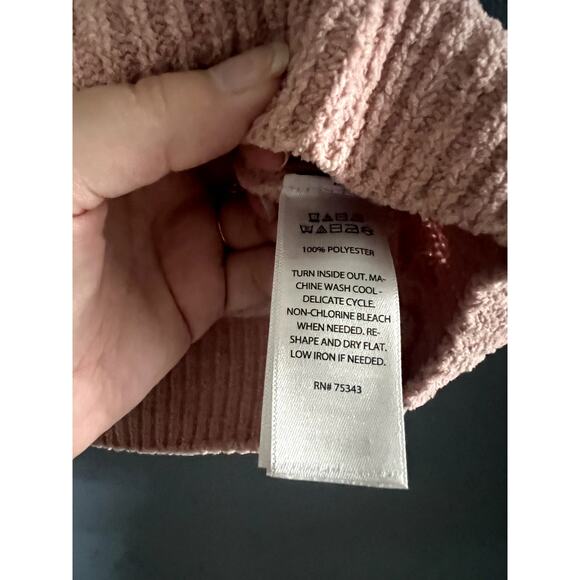 100% POLYESTER
TURN INSIDE OUT. MA-
CHINE WASH COOL -
DELICATE CYCLE.
NON-CHLORINE BLEACH
WHEN NEEDED. RE-
SHAPE AND DRY FLAT.
LOW IRON IF NEEDED.
RN# 75343